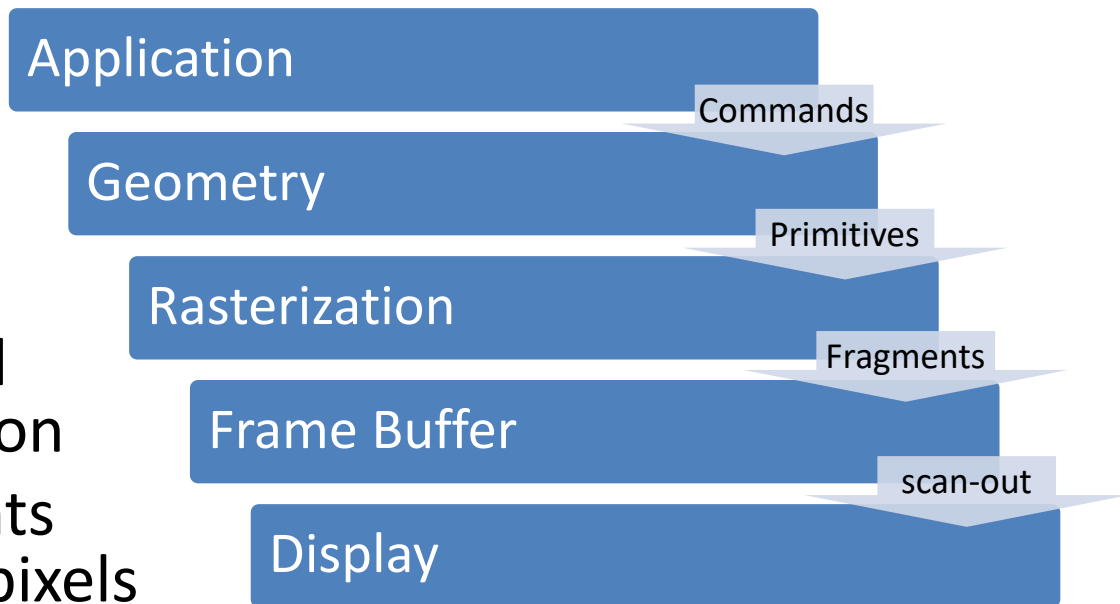 Application
Commands
Geometry
Primitives
Rasterization
Fragments
Frame Buffer
scan-out
Display
on
ts
pixels